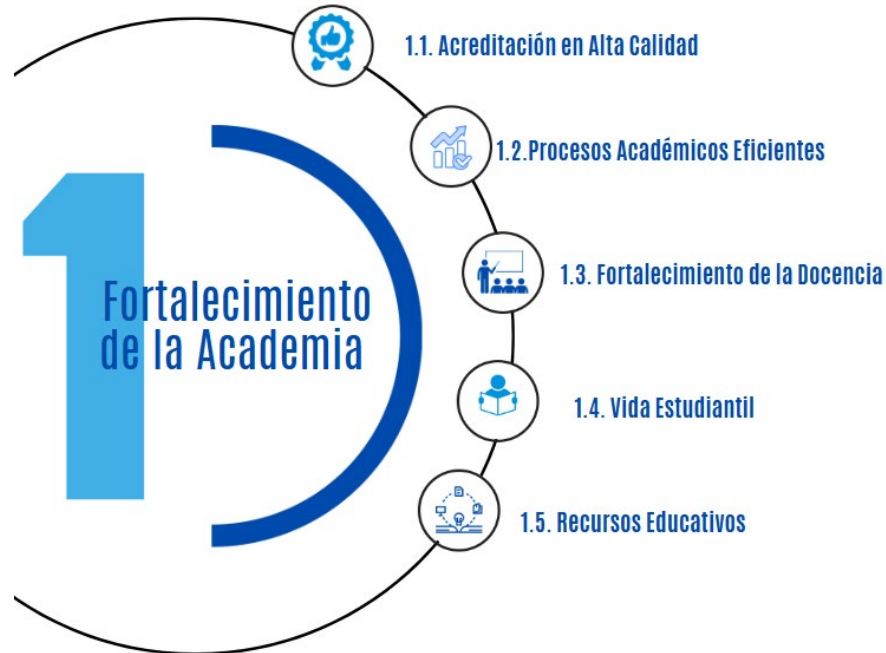 1
Fortalecimiento
de la Academia
1.1. Acreditación en Alta Calidad
1.2.Procesos Académicos Eficientes
1.3. Fortalecimiento de la Docencia
1.4. Vida Estudiantil
1.5. Recursos Educativos